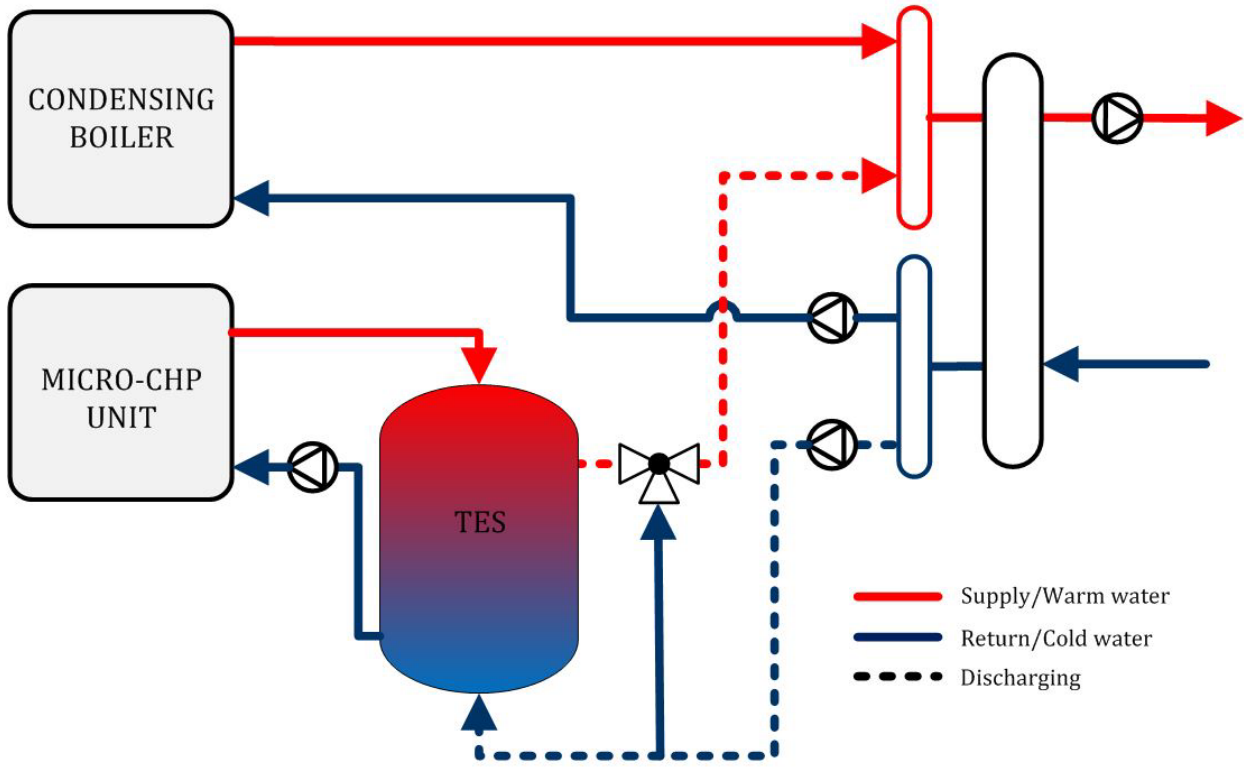 CONDENSING
BOILER
MICRO-CHP
UNIT
TES
Supply/Warm water
Return/Cold water
Discharging